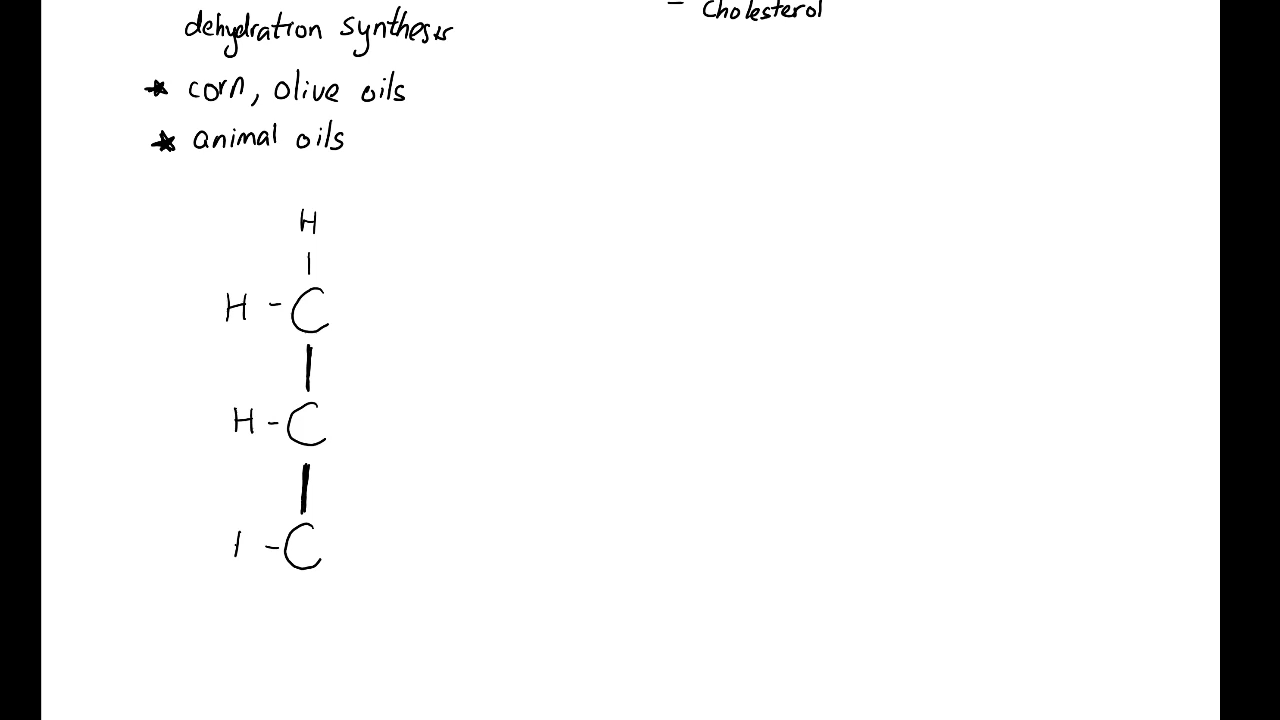 dehydration synthesis
- Cholesterol
★ corn, olive oils
★ animal oils
H
|
H - C
|
H - C
|
I - C